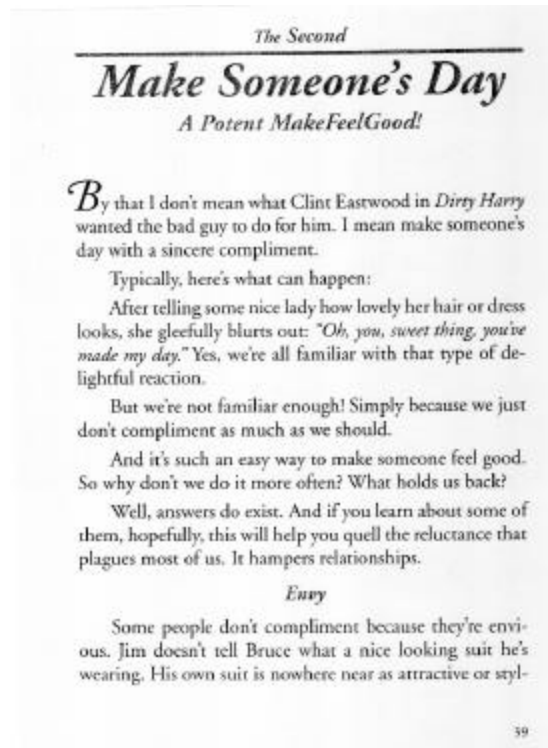 The Second
Make Someone's Day
A Potent MakeFeelGood!
By that I don't mean what Clint Eastwood in Dirty Harry
wanted the bad guy to do for him. I mean make someone's
day with a sincere compliment.
Typically, here's what can happen:
After telling some nice lady how lovely her hair or dress
looks, she gleefully blurts out: "Oh, you, sweet thing, you've
made my day." Yes, we're all familiar with that type of de-
lightful reaction.
But we're not familiar enough! Simply because we just
don't compliment as much as we should.
And it's such an easy way to make someone feel good.
So why don't we do it more often? What holds us back?
Well, answers do exist. And if you learn about some of
them, hopefully, this will help you quell the reluctance that
plagues most of us. It hampers relationships.
Envy
Some people don't compliment because they're envi-
ous. Jim doesn't tell Bruce what a nice looking suit he's
wearing. His own suit is nowhere near as attractive or styl-
39